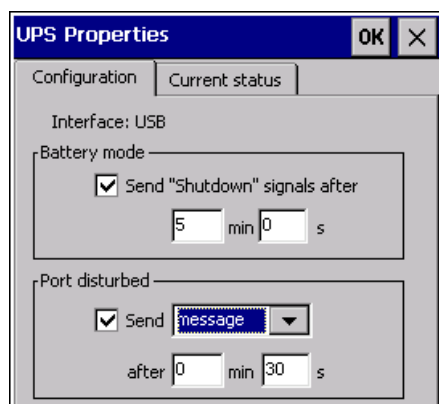 UPS Properties OK ×
Configuration Current status
Interface: USB
Battery mode
Send "Shutdown" signals after
5 min 0 s
Port disturbed
Send message
after 0 min 30 s